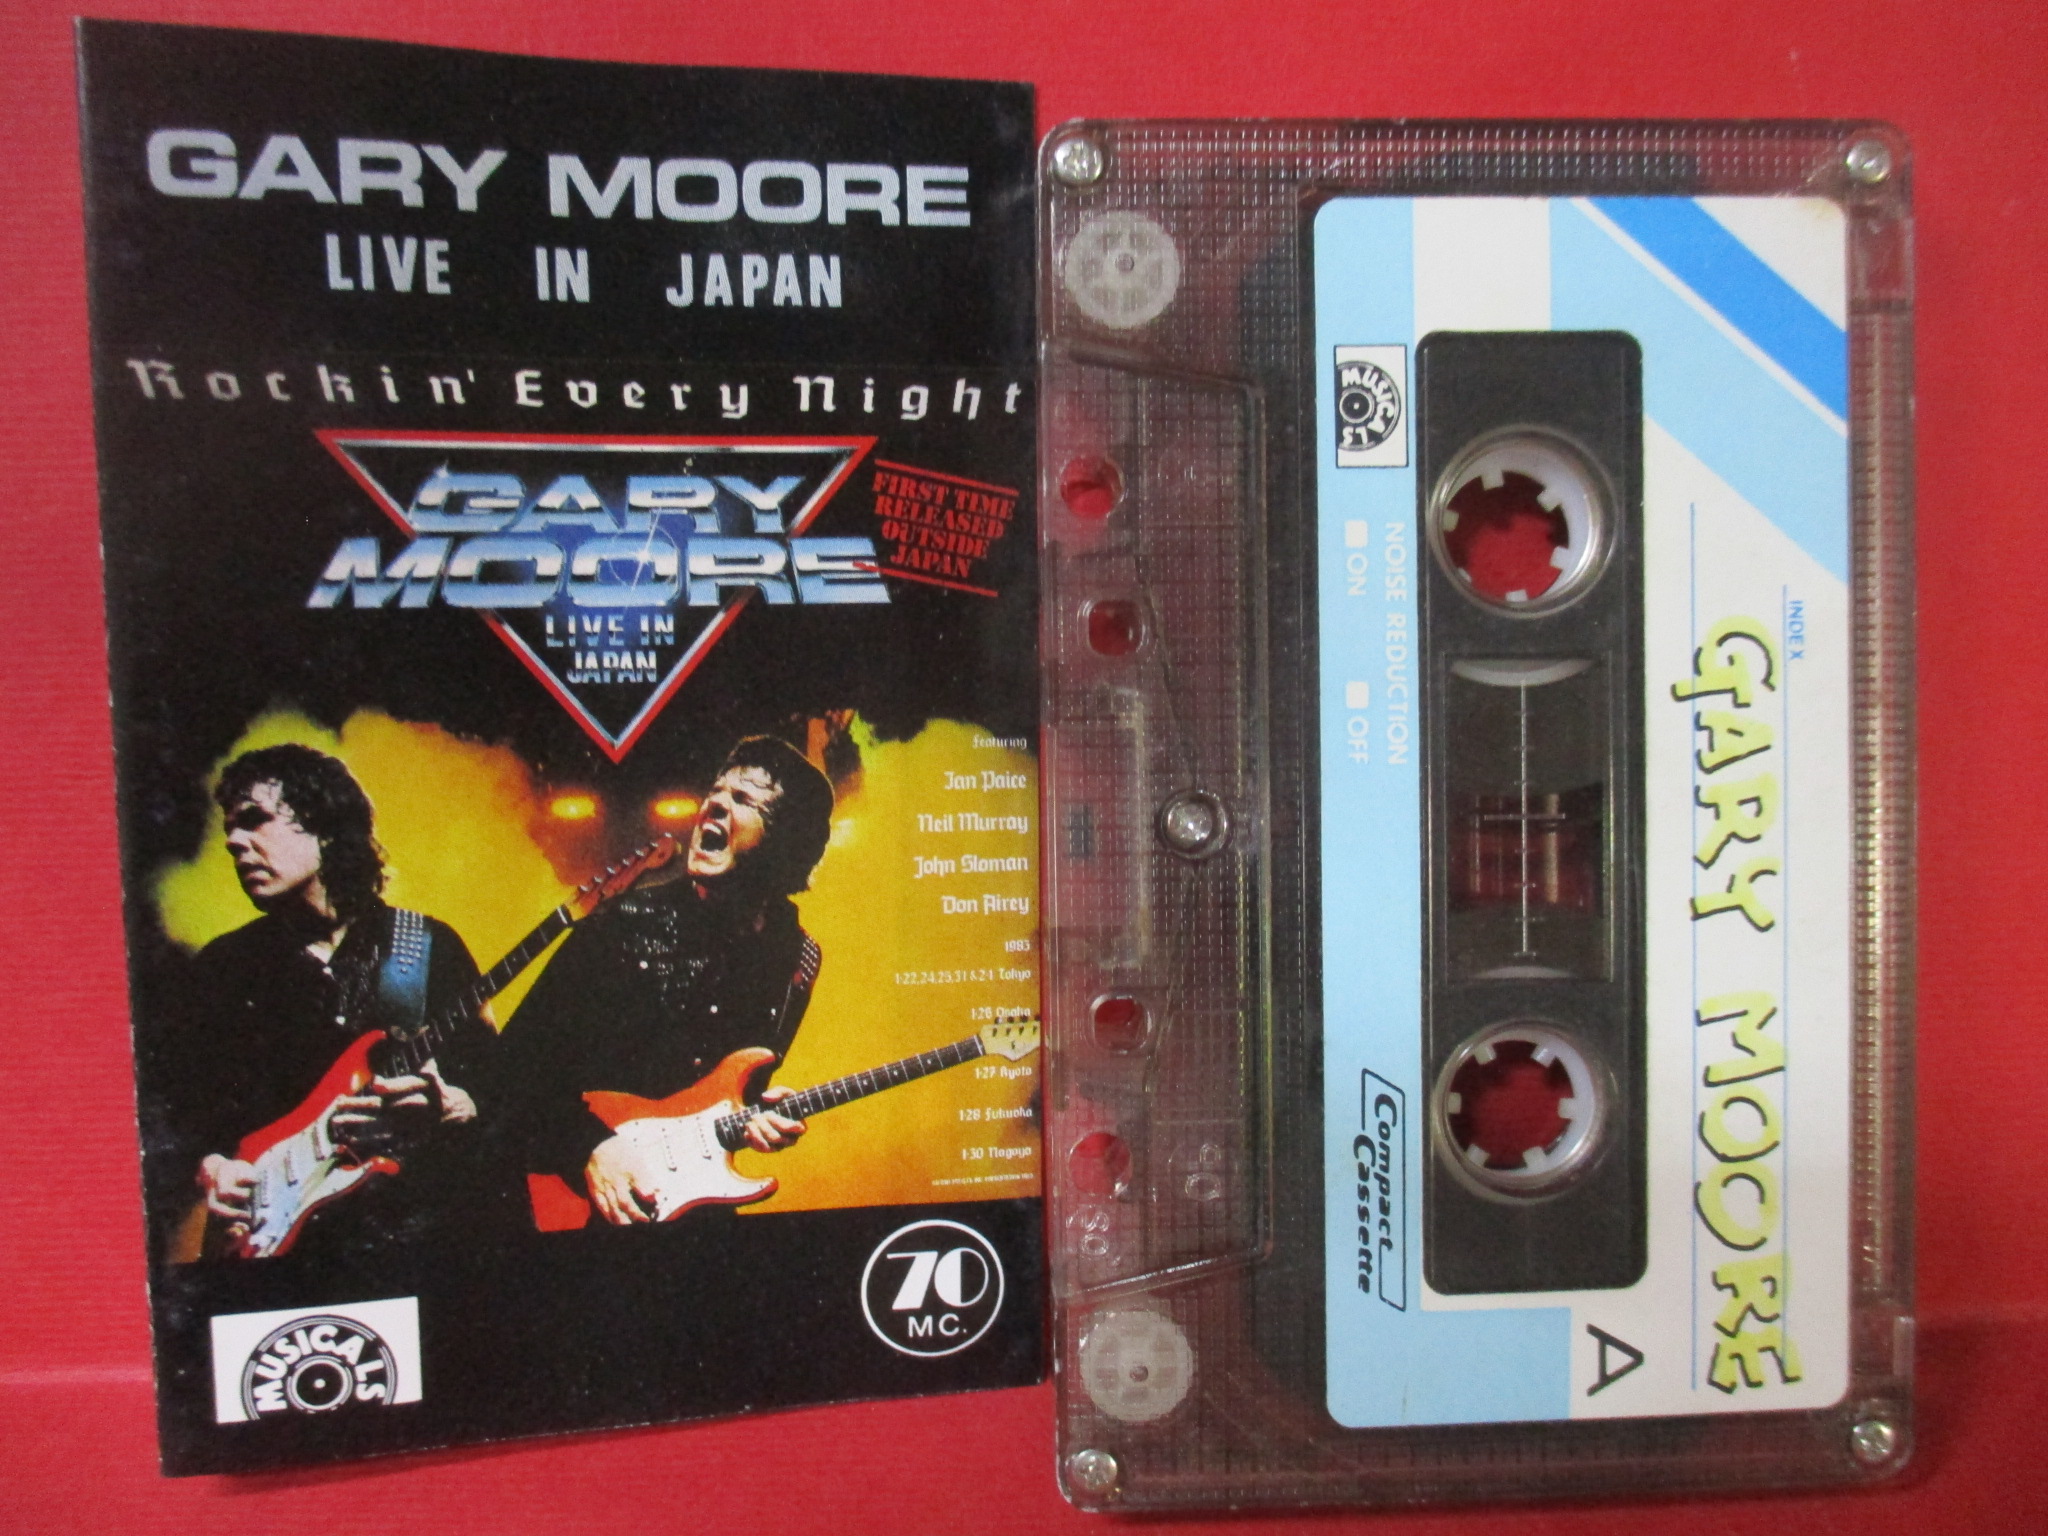 GARY MOORE
LIVE IN JAPAN
Rockin' Every Night
GARY
MOORE
LIVE IN
JAPAN
FIRST TIME
RELEASED
OUTSIDE
JAPAN
featuring
Ian Paice
Neil Murray
John Sloman
Don Airey
1983
1·22,24,25,31 & 2·1 Tokyo
1·26 Osaka
1·27 Kyoto
1·28 Fukuoka
1·30 Nagoya
MUSICALS
70
MC.
INDEX
GARY MOORE
A
MUSICALS
NOISE REDUCTION
ON OFF
Compact
Cassette